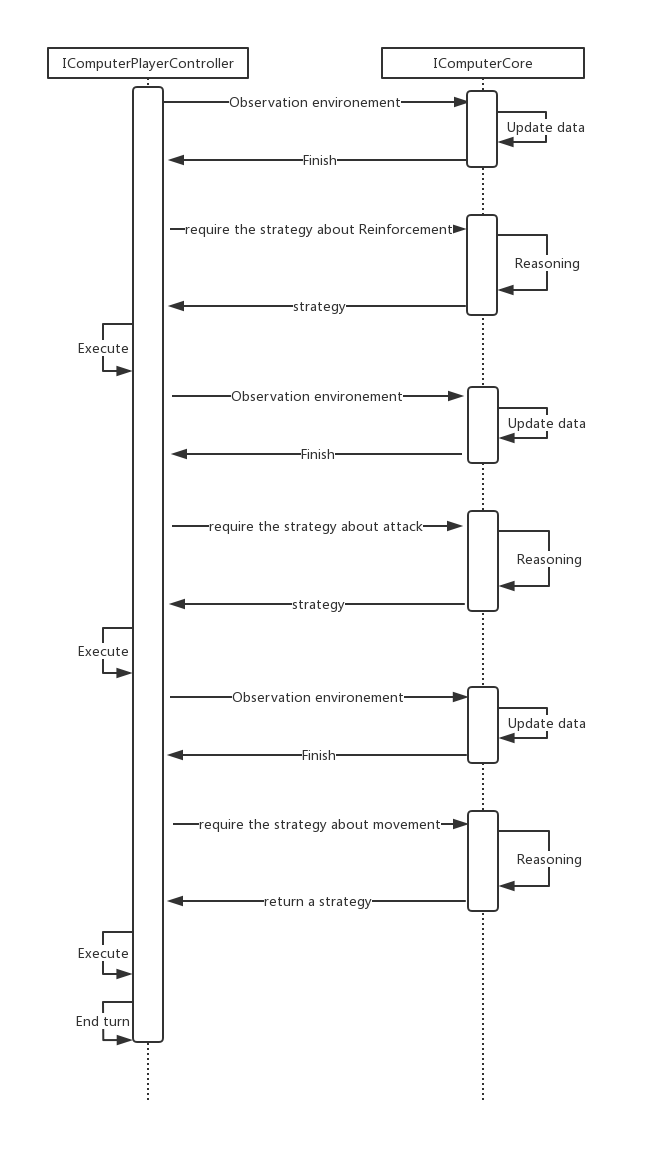 IComputerPlayerController
IComputerCore
Observation environement
Update data
Finish
require the strategy about Reinforcement
Reasoning
strategy
Execute
Observation environement
Update data
Finish
require the strategy about attack
Reasoning
strategy
Execute
Observation environement
Update data
Finish
require the strategy about movement
Reasoning
return a strategy
Execute
End turn